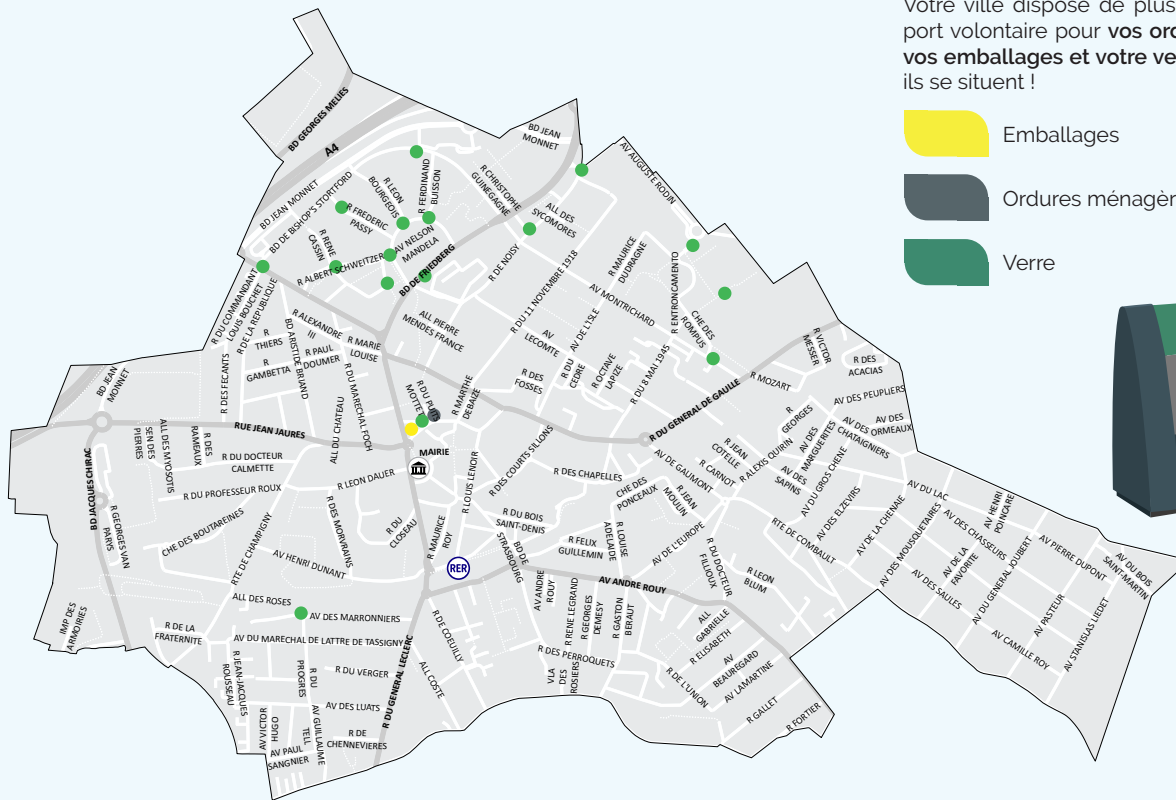 Votre ville dispose de plus
port volontaire pour vos ord
vos emballages et votre ve
ils se situent !
Emballages
Ordures ménagèr
Verre
BD GEORGES MELIES
A4
BD JEAN MONNET
BD DE BISHOP'S STORTFORD
R FREDERIC
PASSY
R LEON
BOURGEOIS
R FERDINAND
BUISSON
R CHRISTOPHE
GUINEGAGNE
BD JEAN
MONNET
AV AUGUSTE RODIN
ALL DES
SYCOMORES
R RENE
CASSIN
R ALBERT SCHWEITZER
AV NELSON
MANDELA
BD DE FRIEDBERG
R DE NOISY
R DU 11 NOVEMBRE 1918
R MAURICE
DUDRAGNE
AV MONTRICHARD
R ENTRONCAMENTO
CHE DES
ROMPUS
R DU COMMANDANT
LOUIS BOUCHET
R DE LA REPUBLIQUE
R ALEXANDRE
III
R MARIE
LOUISE
ALL PIERRE
MENDES FRANCE
AV
LECOMTE
AV DE L'ISLE
R DU
CEDRE
R OCTAVE
LAPIZE
R DU 8 MAI 1945
R VICTOR
MESSER
R DES
ACACIAS
R
THIERS
R
GAMBETTA
R PAUL
DOUMER
BD ARISTIDE BRIAND
R DES FECANTS
R DU MARECHAL FOCH
ALL DU CHATEAU
R DU PUITS
MOTTET
R MARTHE
DEBAIZE
R DES
FOSSES
R DU GENERAL DE GAULLE
R MOZART
AV DES PEUPLIERS
BD JEAN
MONNET
RUE JEAN JAURES
MAIRIE
R
GEORGES
AV DES
MARGUERITES
AV DES
CHATAIGNIERS
AV DES
ORMEAUX
SEN DES
PIERRES
ALL DES MYOSOTIS
R DES
RAMEAUX
R DU DOCTEUR
CALMETTE
R LEON DAUER
R LOUIS LENOIR
R DES COURTS SILLONS
R DES CHAPELLES
AV DE GAUMONT
R JEAN
COTELLE
R CARNOT
R ALEXIS QUIRIN
AV DES
SAPINS
AV DU GROS CHENE
BD JACQUES CHIRAC
R GEORGES VAN
PARYS
R DU PROFESSEUR ROUX
CHE DES BOUTAREINES
RTE DE CHAMPIGNY
R DES MORVRAINS
R DU
CLOSEAU
R MAURICE
ROY
R DU BOIS
SAINT-DENIS
CHE DES
PONCEAUX
R JEAN
MOULIN
R LOUISE
ADELAIDE
AV DE L'EUROPE
RTE DE COMBAULT
AV DES ELZEVIRS
AV DE LA CHENAIE
AV DU LAC
AV DES MOUSQUETAIRES
AV DES CHASSEURS
AV HENRI
POINCARE
AV HENRI DUNANT
RER
BD DE
STRASBOURG
R FELIX
GUILLEMIN
AV ANDRE ROUY
AV ANDRE
ROUY
R RENE LEGRAND
R GEORGES
DEMESY
R GASTON
BERAUT
R DU DOCTEUR
FILLIOUX
R LEON
BLUM
AV DE LA
FAVORITE
AV DES SAULES
AV DU GENERAL JOUBERT
AV PIERRE DUPONT
AV DU BOIS
SAINT-MARTIN
AV PASTEUR
AV CAMILLE ROY
AV STANISLAS LIEDET
IMP DES
ARMOIRIES
ALL DES ROSES
AV DES MARRONNIERS
R DE LA
FRATERNITE
AV DU MARECHAL DE LATTRE DE TASSIGNY
R JEAN-JACQUES
ROUSSEAU
R DU
PROGRES
R DU VERGER
AV DES LUATS
AV VICTOR
HUGO
AV GUILLAUME
TELL
AV PAUL
SANGNIER
R DE
CHENNEVIERES
R DU GENERAL LECLERC
R DE COEUILLY
ALL COSTE
R DES PERROQUETS
VLA
DES
ROSIERS
ALL
GABRIELLE
R ELISABETH
AV
BEAUREGARD
AV LAMARTINE
R DE L'UNION
R GALLET
R FORTIER